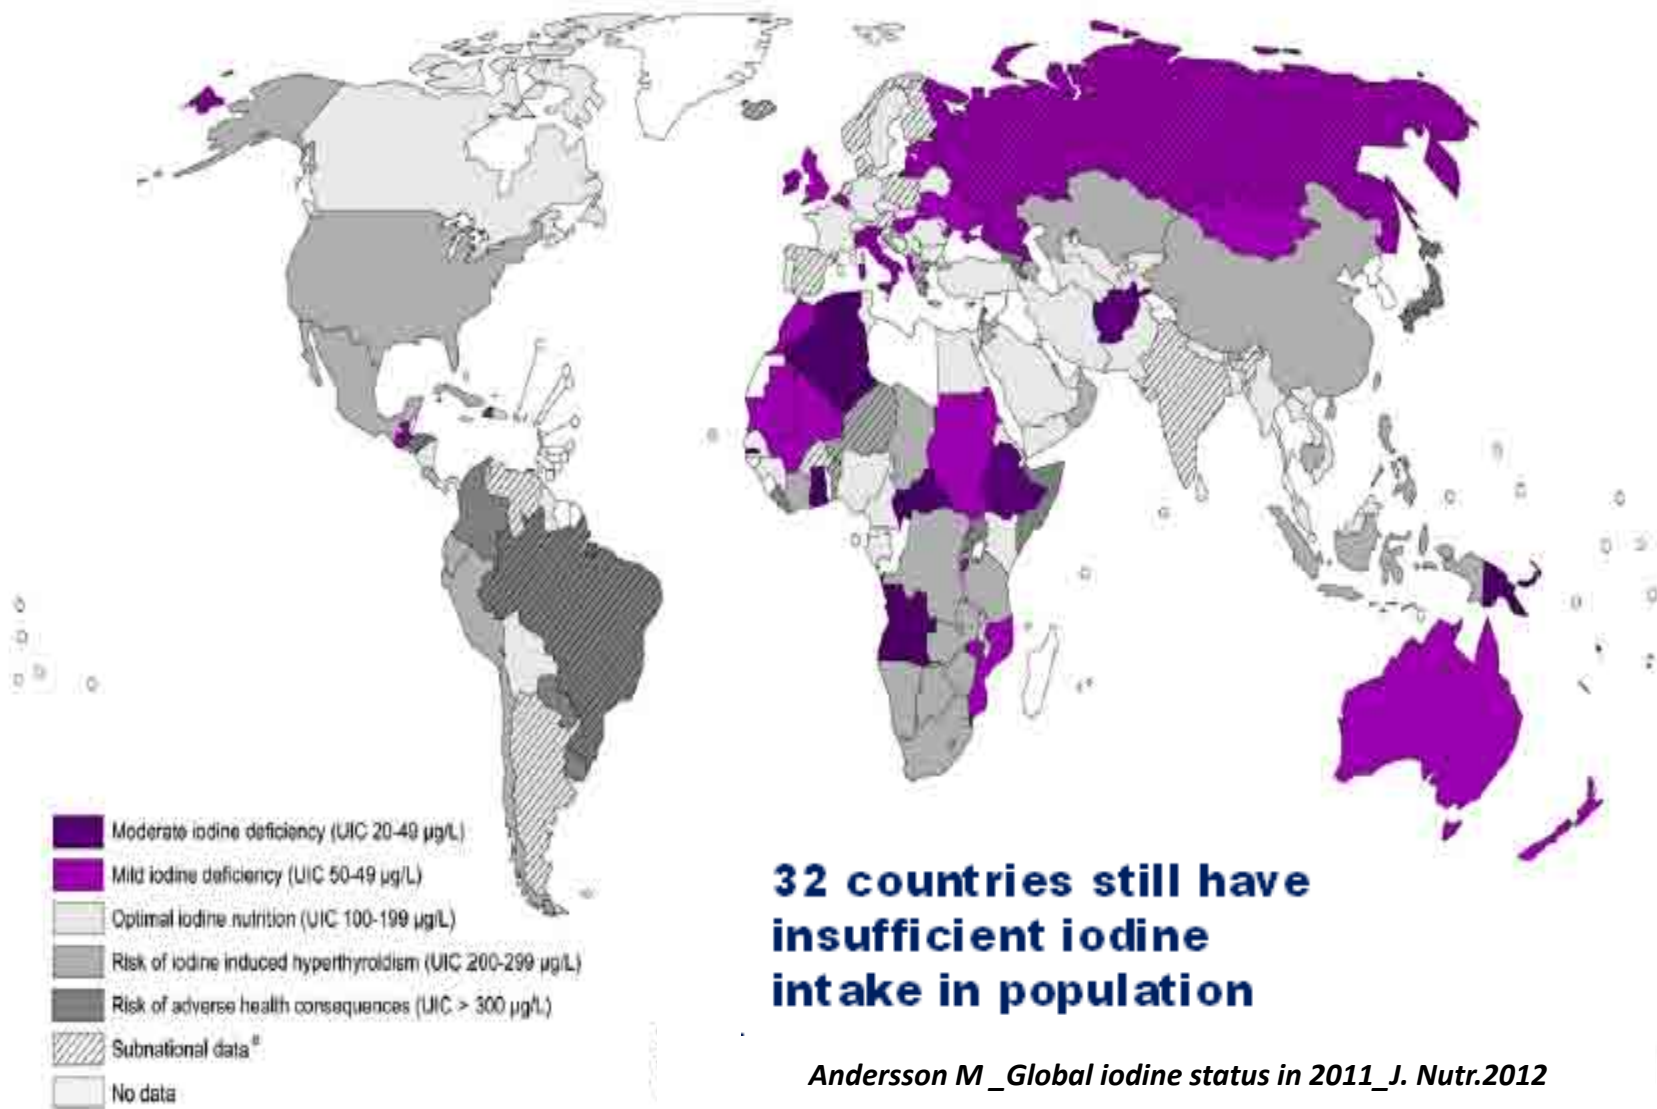 Moderate iodine deficiency (UIC 20-49 µg/L)
Mild iodine deficiency (UIC 50-49 µg/L)
Optimal iodine nutrition (UIC 100-199 µg/L)
Risk of iodine induced hyperthyroidism (UIC 200-299 µg/L)
Risk of adverse health consequences (UIC > 300 µg/L)
Subnational data
No data
32 countries still have
insufficient iodine
intake in population
Andersson M _Global iodine status in 2011_J. Nutr.2012